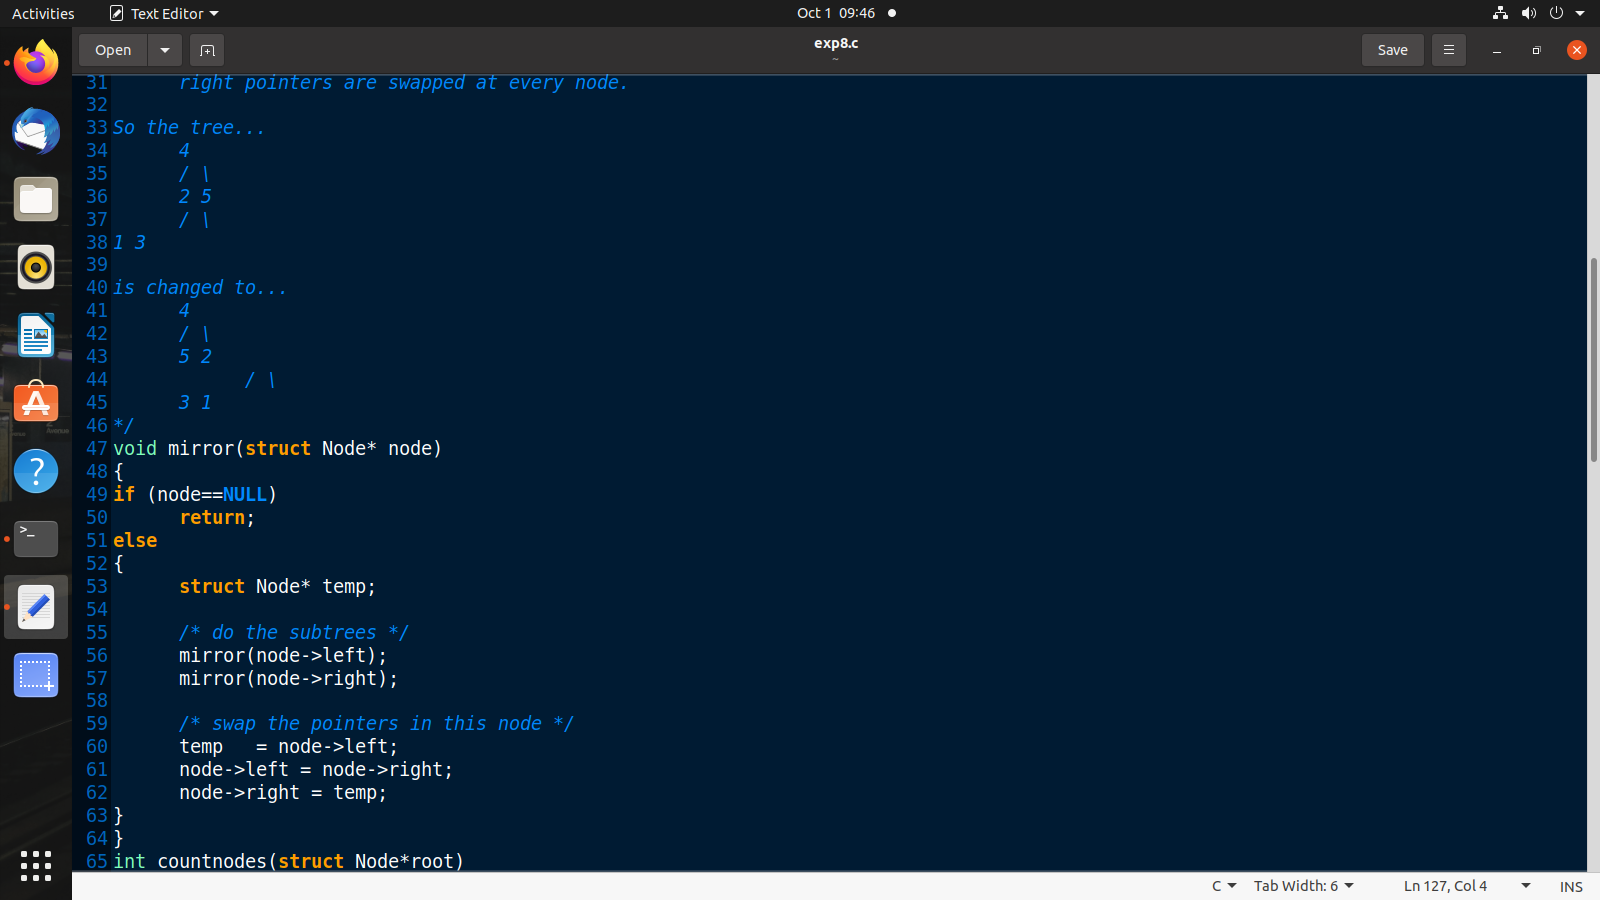 Activities Text Editor Oct 1 09:46
Open exp8.c Save
~
31 right pointers are swapped at every node.
32
33 So the tree...
34 4
35 / \
36 2 5
37 / \
38 1 3
39
40 is changed to...
41 4
42 / \
43 5 2
44 / \
45 3 1
46 */
47 void mirror(struct Node* node)
48 {
49 if (node==NULL)
50 return;
51 else
52 {
53 struct Node* temp;
54
55 /* do the subtrees */
56 mirror(node->left);
57 mirror(node->right);
58
59 /* swap the pointers in this node */
60 temp   = node->left;
61 node->left = node->right;
62 node->right = temp;
63 }
64 }
65 int countnodes(struct Node*root)
C Tab Width: 6 Ln 127, Col 4 INS